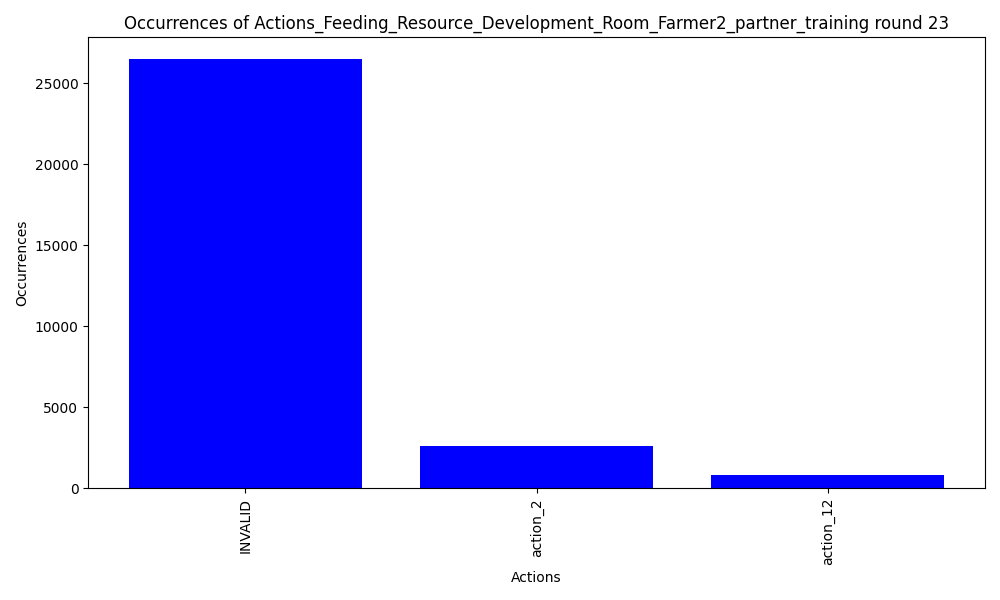 Occurrences of Actions_Feeding_Resource_Development_Room_Farmer2_partner_training round 23
25000
20000
15000
10000
5000
0
Occurrences
INVALID
action_2
action_12
Actions